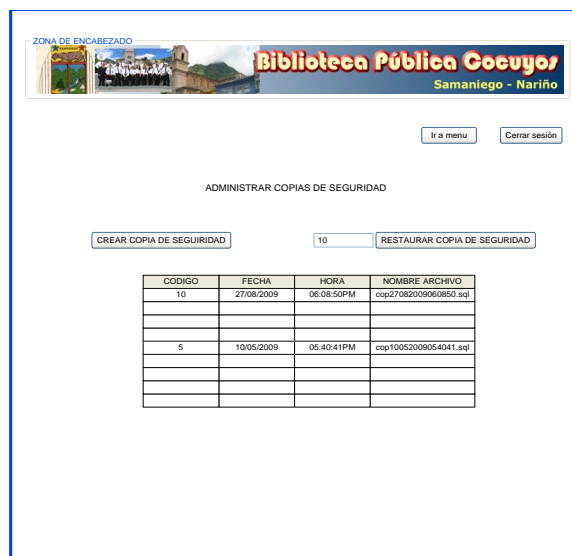 ZONA DE ENCABEZADO
Biblioteca Pública Cocuyos
Samaniego - Nariño
Ir a menu Cerrar sesión
ADMINISTRAR COPIAS DE SEGURIDAD
CREAR COPIA DE SEGUIRIDAD 10 RESTAURAR COPIA DE SEGURIDAD
CODIGO FECHA HORA NOMBRE ARCHIVO
10 27/08/2009 06:08:50PM cop27082009060850.sql
5 10/05/2009 05:40:41PM cop10052009054041.sql